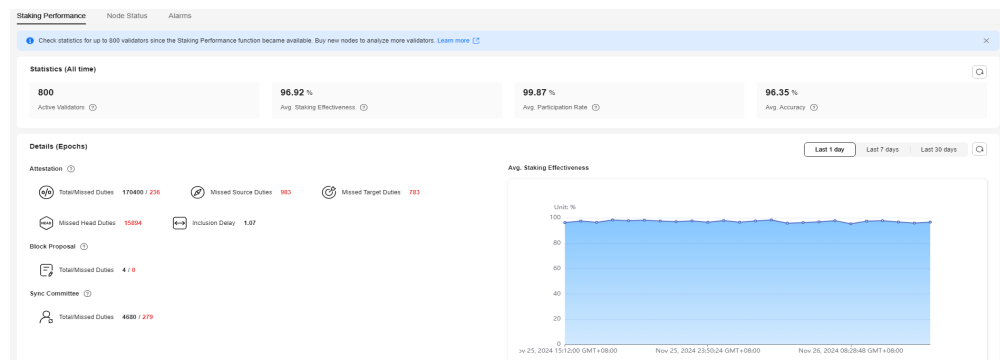 Staking Performance Node Status Alarms
Check statistics for up to 800 validators since the Staking Performance function became available. Buy new nodes to analyze more validators. Learn more
Statistics (All time)
800
Active Validators
96.92 %
Avg. Staking Effectiveness
99.87 %
Avg. Participation Rate
96.35 %
Avg. Accuracy
Details (Epochs)
Last 1 day Last 7 days Last 30 days
Attestation
Total/Missed Duties 170400 / 236
Missed Source Duties 983
Missed Target Duties 783
HEAD
Missed Head Duties 15894
Inclusion Delay 1.07
Block Proposal
Total/Missed Duties 4 / 0
Sync Committee
Total/Missed Duties 4680 / 279
Avg. Staking Effectiveness
Unit: %
100
80
60
40
20
0
ov 25, 2024 15:12:00 GMT+08:00 Nov 25, 2024 23:50:24 GMT+08:00 Nov 26, 2024 08:28:48 GMT+08:00